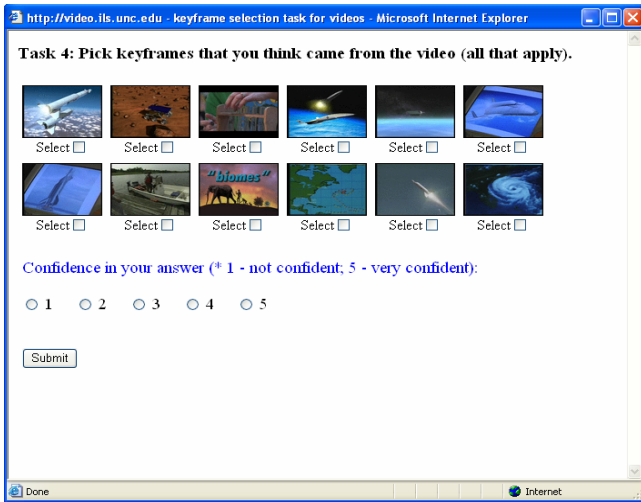 http://video.ils.unc.edu - keyframe selection task for videos - Microsoft Internet Explorer
Task 4: Pick keyframes that you think came from the video (all that apply).
Select Select Select Select Select Select
"biomes"
Select Select Select Select Select Select
Confidence in your answer (* 1 - not confident; 5 - very confident):
1 2 3 4 5
Submit
Done Internet